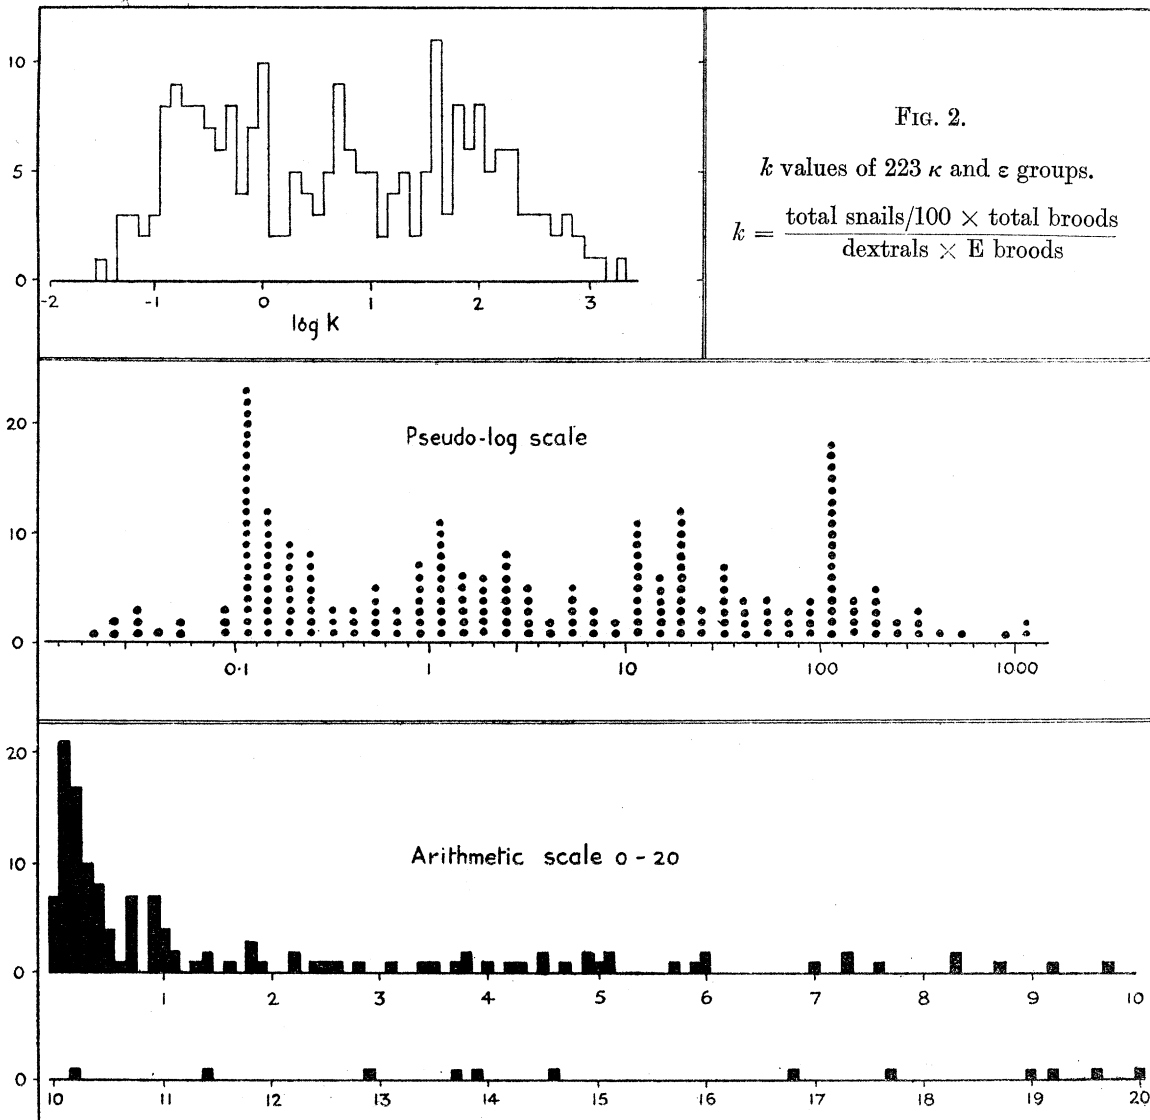 10
5
0
-2 -1 0 1 2 3
log k
FIG. 2.
k values of 223 κ and ε groups.
k = total snails/100 × total broods
dextrals × E broods
20
Pseudo-log scale
10
0
0·1 1 10 100 1000
20
Arithmetic scale 0 - 20
10
0
1 2 3 4 5 6 7 8 9 10
0
10 11 12 13 14 15 16 17 18 19 20